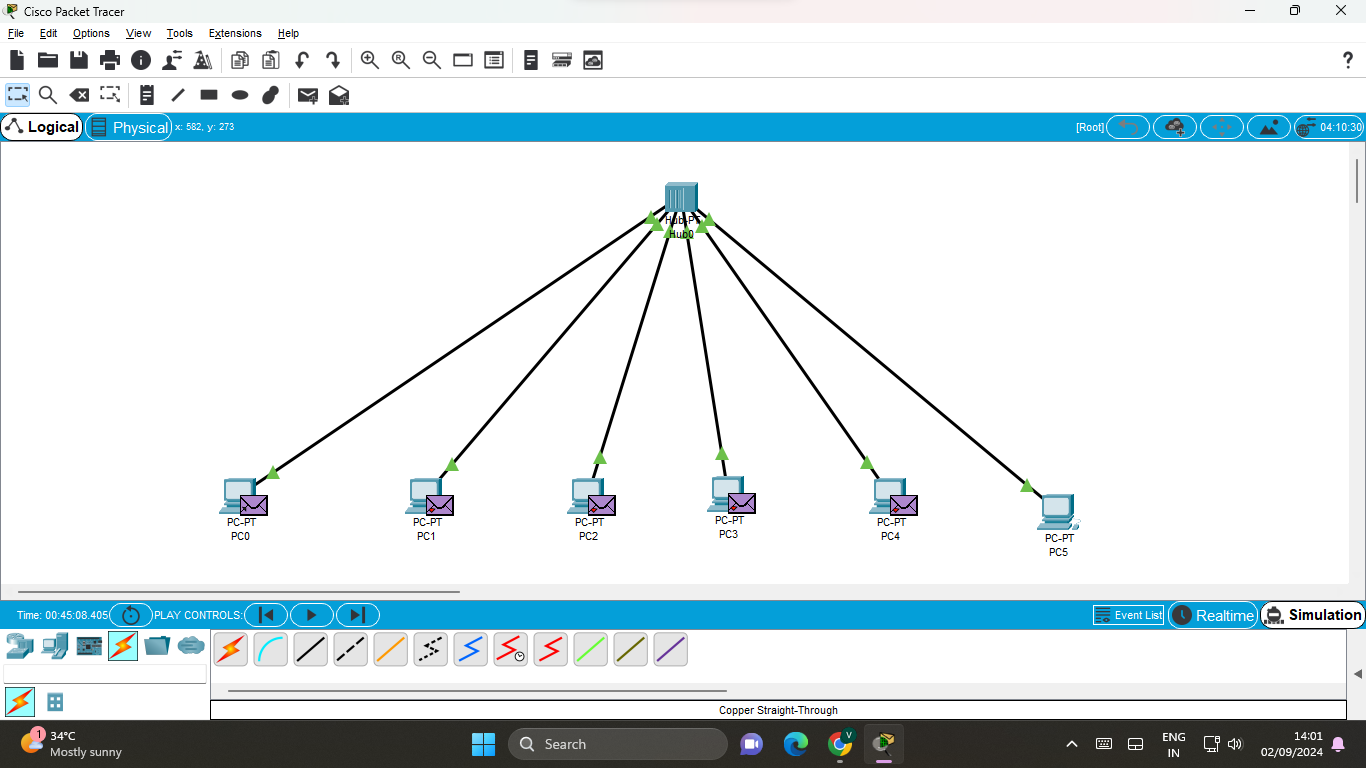 Cisco Packet Tracer
File Edit Options View Tools Extensions Help
R
?
Logical
Physical
x: 582, y: 273
[Root]
04:10:30
Hub-PT
Hub0
PC-PT
PC0
PC-PT
PC1
PC-PT
PC2
PC-PT
PC3
PC-PT
PC4
PC-PT
PC5
Time: 00:45:08.405
PLAY CONTROLS:
Event List
Realtime
Simulation
Copper Straight-Through
1
34°C
Mostly sunny
Search
V
ENG
IN
14:01
02/09/2024